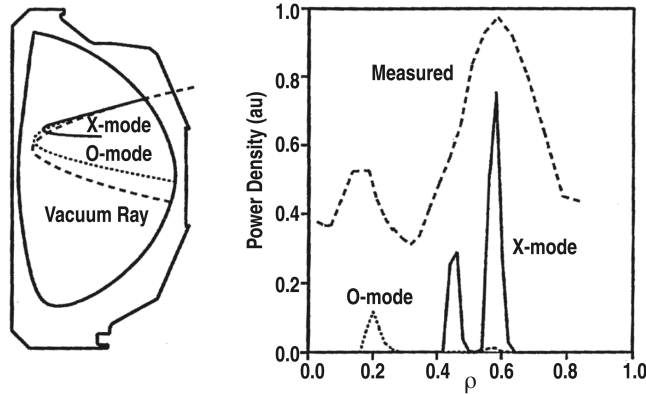 X-mode
O-mode
Vacuum Ray
Power Density (au)
1.0
0.8
0.6
0.4
0.2
0.0
Measured
X-mode
O-mode
0.0 0.2 0.4 0.6 0.8 1.0
ρ